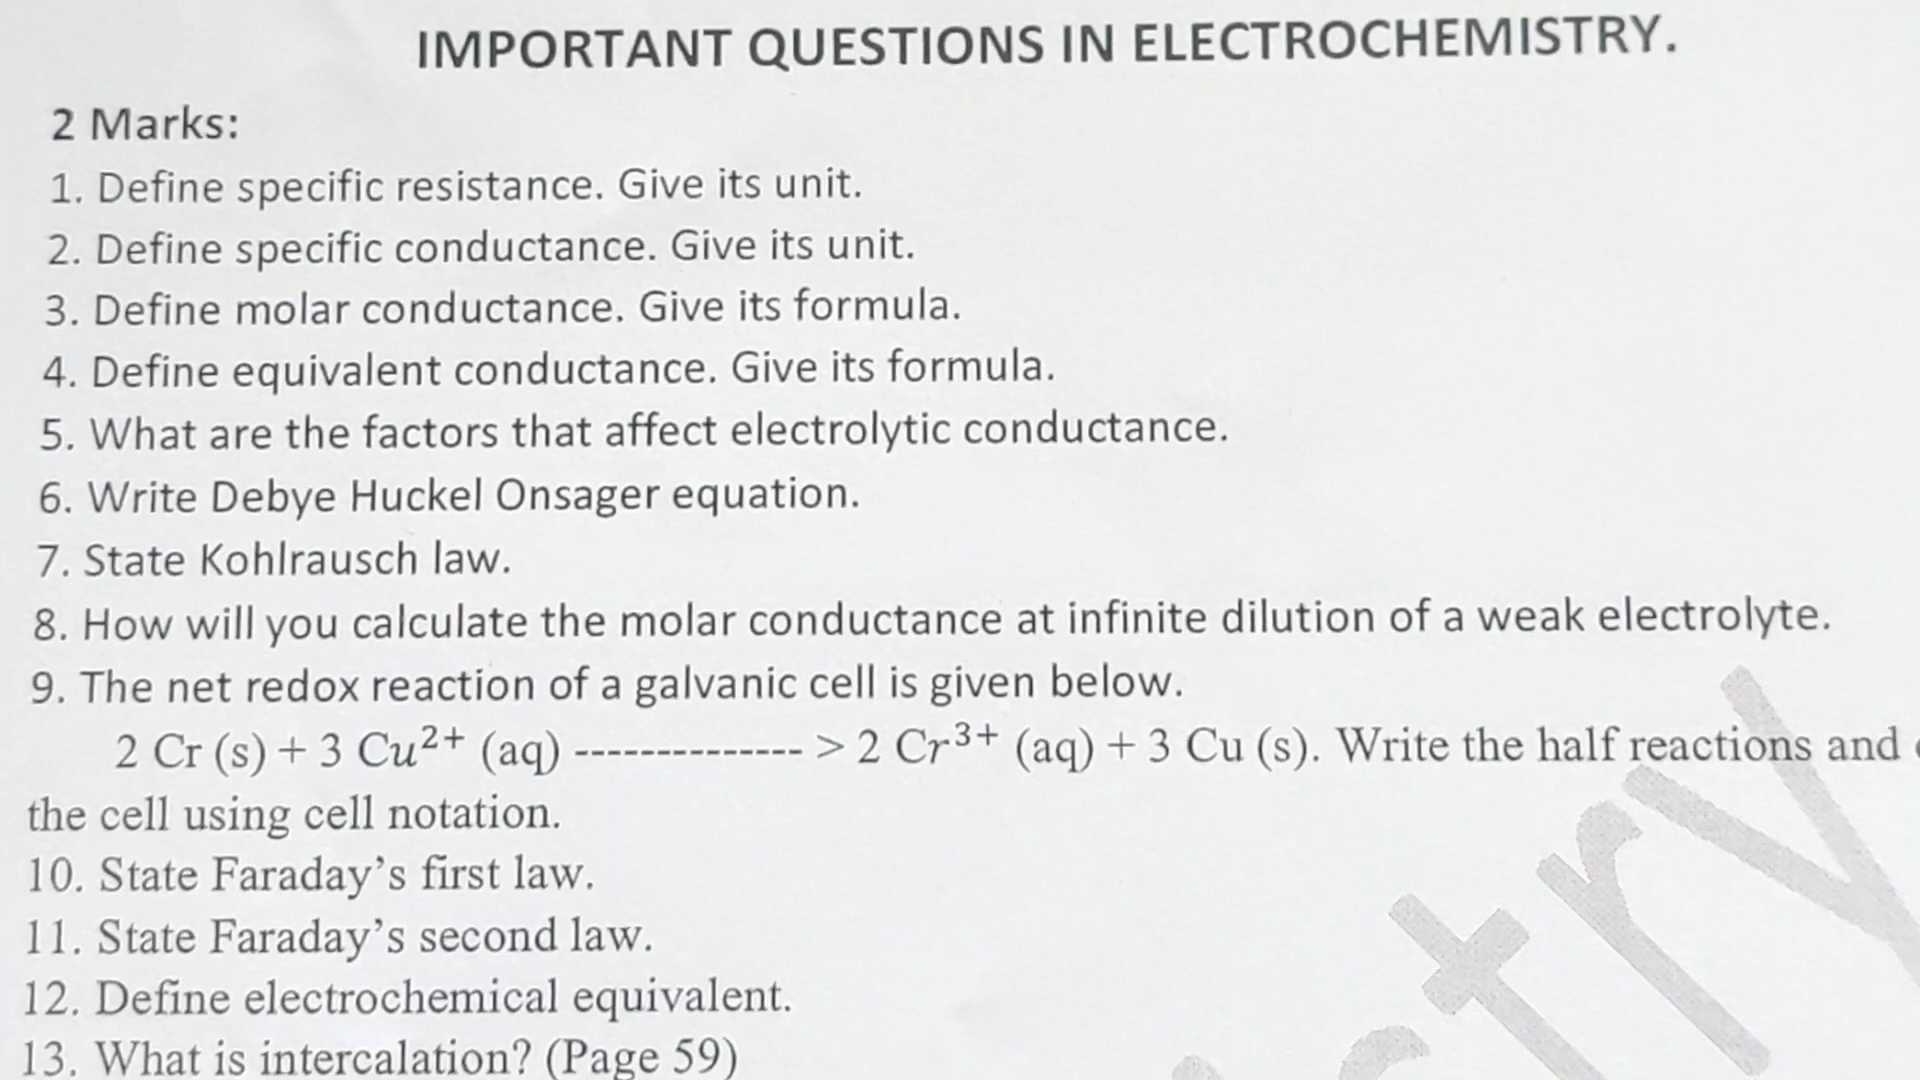 IMPORTANT QUESTIONS IN ELECTROCHEMISTRY.
2 Marks:
1. Define specific resistance. Give its unit.
2. Define specific conductance. Give its unit.
3. Define molar conductance. Give its formula.
4. Define equivalent conductance. Give its formula.
5. What are the factors that affect electrolytic conductance.
6. Write Debye Huckel Onsager equation.
7. State Kohlrausch law.
8. How will you calculate the molar conductance at infinite dilution of a weak electrolyte.
9. The net redox reaction of a galvanic cell is given below.
2 Cr (s) + 3 Cu²⁺ (aq) -------------- > 2 Cr³⁺ (aq) + 3 Cu (s). Write the half reactions and
the cell using cell notation.
10. State Faraday’s first law.
11. State Faraday’s second law.
12. Define electrochemical equivalent.
13. What is intercalation? (Page 59)